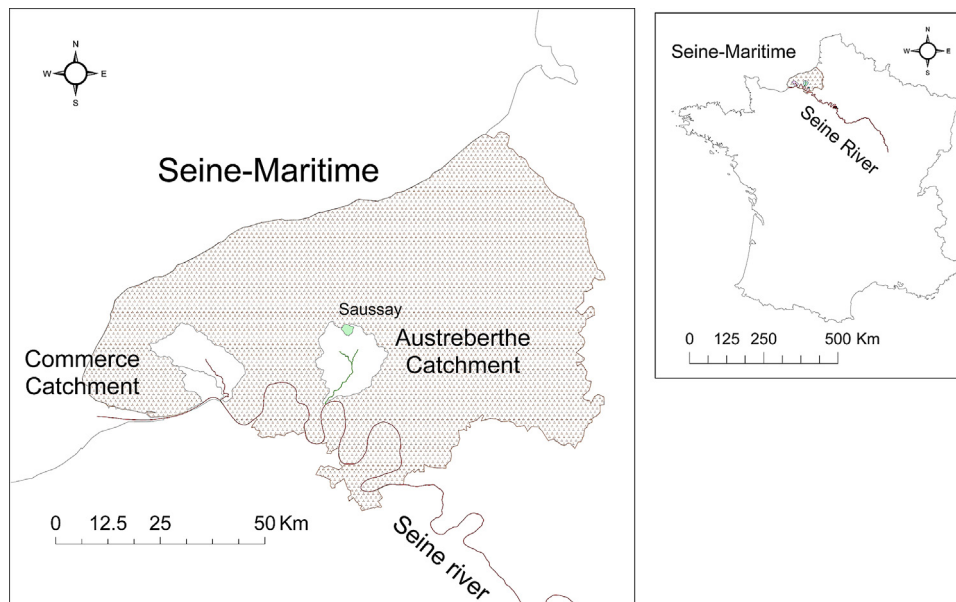 N
W E
S
Seine-Maritime
Saussay
Austreberthe
Catchment
Commerce
Catchment
0 12.5 25 50 Km
Seine river
Seine-Maritime
N
W E
S
Seine River
0 125 250 500 Km